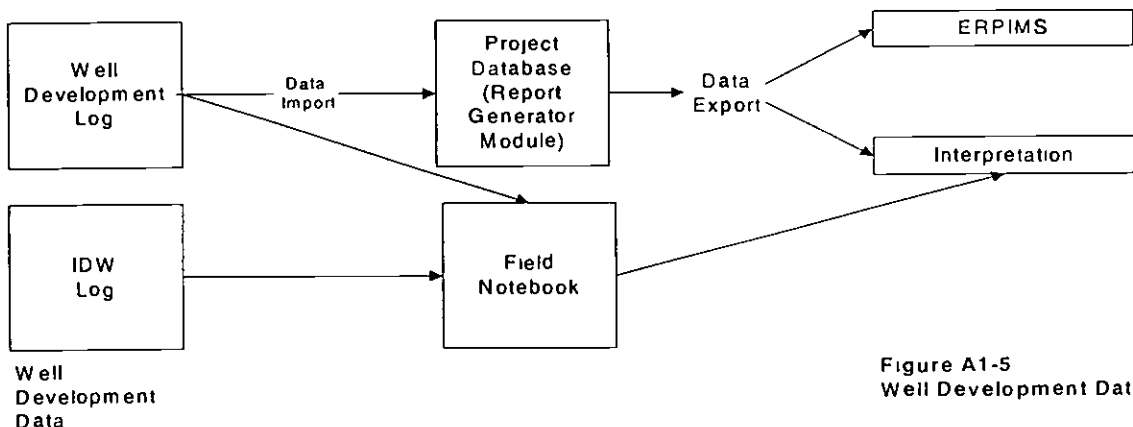 Well
Development
Log
Data
Import
Project
Database
(Report
Generator
Module)
Data
Export
ERPIMS
Interpretation
IDW
Log
Field
Notebook
Well
Development
Data
Figure A1-5
Well Development Dat